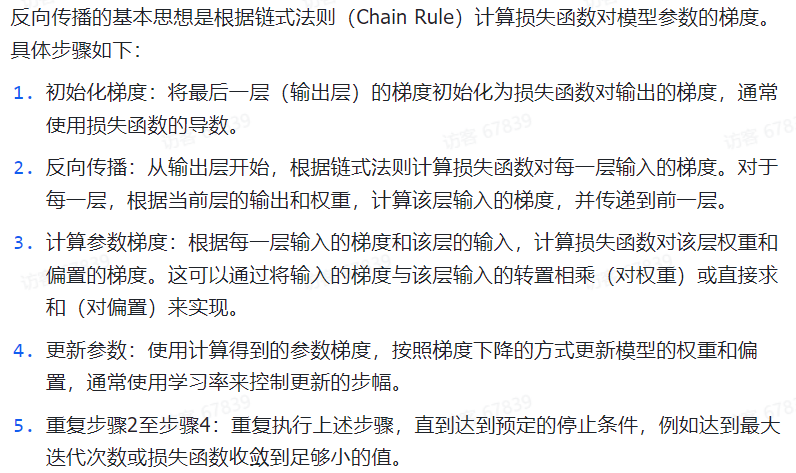 反向传播的基本思想是根据链式法则（Chain Rule）计算损失函数对模型参数的梯度。
具体步骤如下：
1. 初始化梯度：将最后一层（输出层）的梯度初始化为损失函数对输出的梯度，通常
使用损失函数的导数。
2. 反向传播：从输出层开始，根据链式法则计算损失函数对每一层输入的梯度。对于
每一层，根据当前层的输出和权重，计算该层输入的梯度，并传递到前一层。
3. 计算参数梯度：根据每一层输入的梯度和该层的输入，计算损失函数对该层权重和
偏置的梯度。这可以通过将输入的梯度与该层输入的转置相乘（对权重）或直接求
和（对偏置）来实现。
4. 更新参数：使用计算得到的参数梯度，按照梯度下降的方式更新模型的权重和偏
置，通常使用学习率来控制更新的步幅。
5. 重复步骤2至步骤4：重复执行上述步骤，直到达到预定的停止条件，例如达到最大
迭代次数或损失函数收敛到足够小的值。
访客 67839